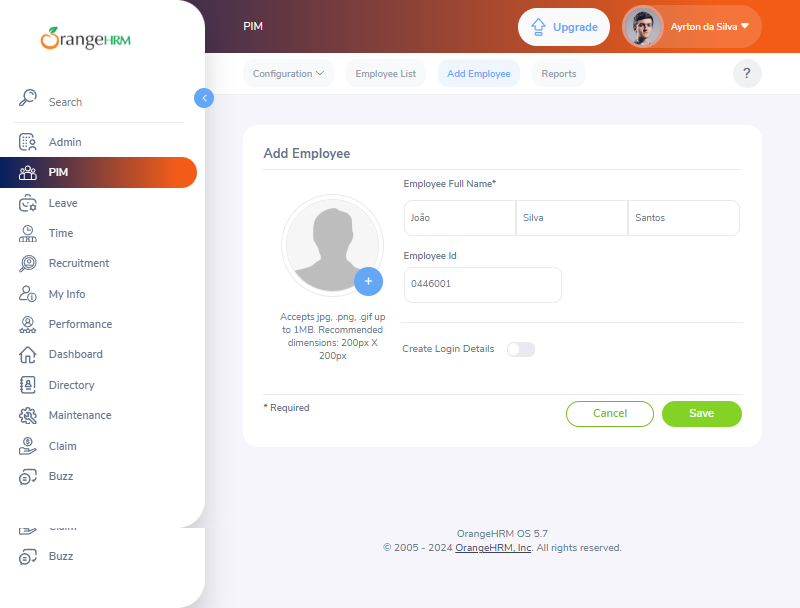 OrangeHRM
PIM
Upgrade
Ayrton da Silva
Configuration
Employee List
Add Employee
Reports
?
Search
Admin
PIM
Leave
Time
Recruitment
My Info
Performance
Dashboard
Directory
Maintenance
Claim
Buzz
Claim
Buzz
Add Employee
Employee Full Name*
João
Silva
Santos
Employee Id
0446001
+
Accepts jpg, .png, .gif up
to 1MB. Recommended
dimensions: 200px X
200px
Create Login Details
* Required
Cancel
Save
OrangeHRM OS 5.7
© 2005 - 2024 OrangeHRM, Inc. All rights reserved.